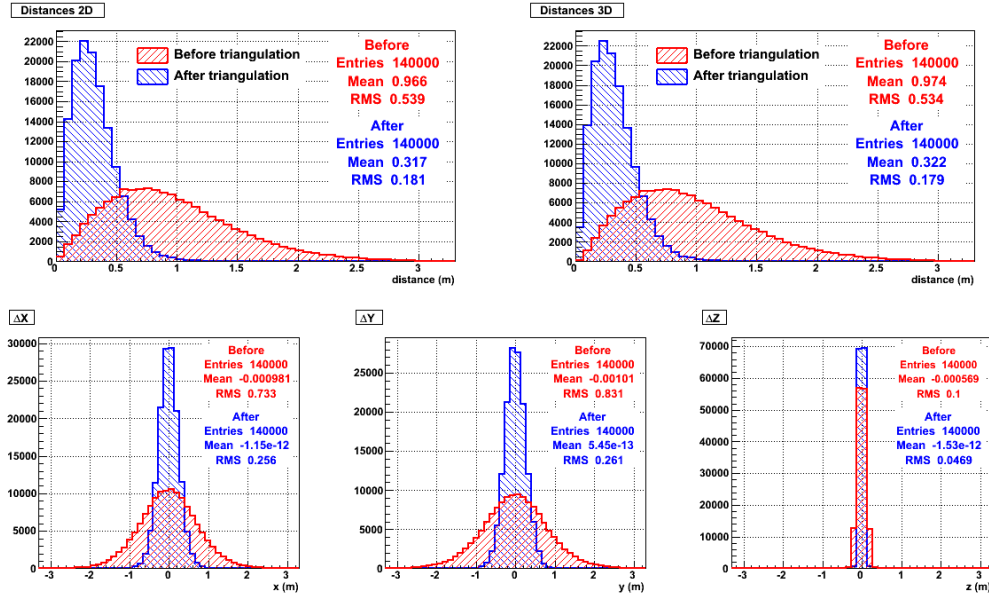 Distances 2D
22000
20000
18000
16000
14000
12000
10000
8000
6000
4000
2000
0
0
0.5
1
1.5
2
2.5
3
distance (m)
Before triangulation
After triangulation
Before
Entries 140000
Mean 0.966
RMS 0.539
After
Entries 140000
Mean 0.317
RMS 0.181
Distances 3D
22000
20000
18000
16000
14000
12000
10000
8000
6000
4000
2000
0
0
0.5
1
1.5
2
2.5
3
distance (m)
Before triangulation
After triangulation
Before
Entries 140000
Mean 0.974
RMS 0.534
After
Entries 140000
Mean 0.322
RMS 0.179
ΔX
30000
25000
20000
15000
10000
5000
0
-3
-2
-1
0
1
2
3
x (m)
Before
Entries 140000
Mean -0.000981
RMS 0.733
After
Entries 140000
Mean -1.15e-12
RMS 0.256
ΔY
25000
20000
15000
10000
5000
0
-3
-2
-1
0
1
2
3
y (m)
Before
Entries 140000
Mean -0.00101
RMS 0.831
After
Entries 140000
Mean 5.45e-13
RMS 0.261
ΔZ
70000
60000
50000
40000
30000
20000
10000
0
-3
-2
-1
0
1
2
3
z (m)
Before
Entries 140000
Mean -0.000569
RMS 0.1
After
Entries 140000
Mean -1.53e-12
RMS 0.0469